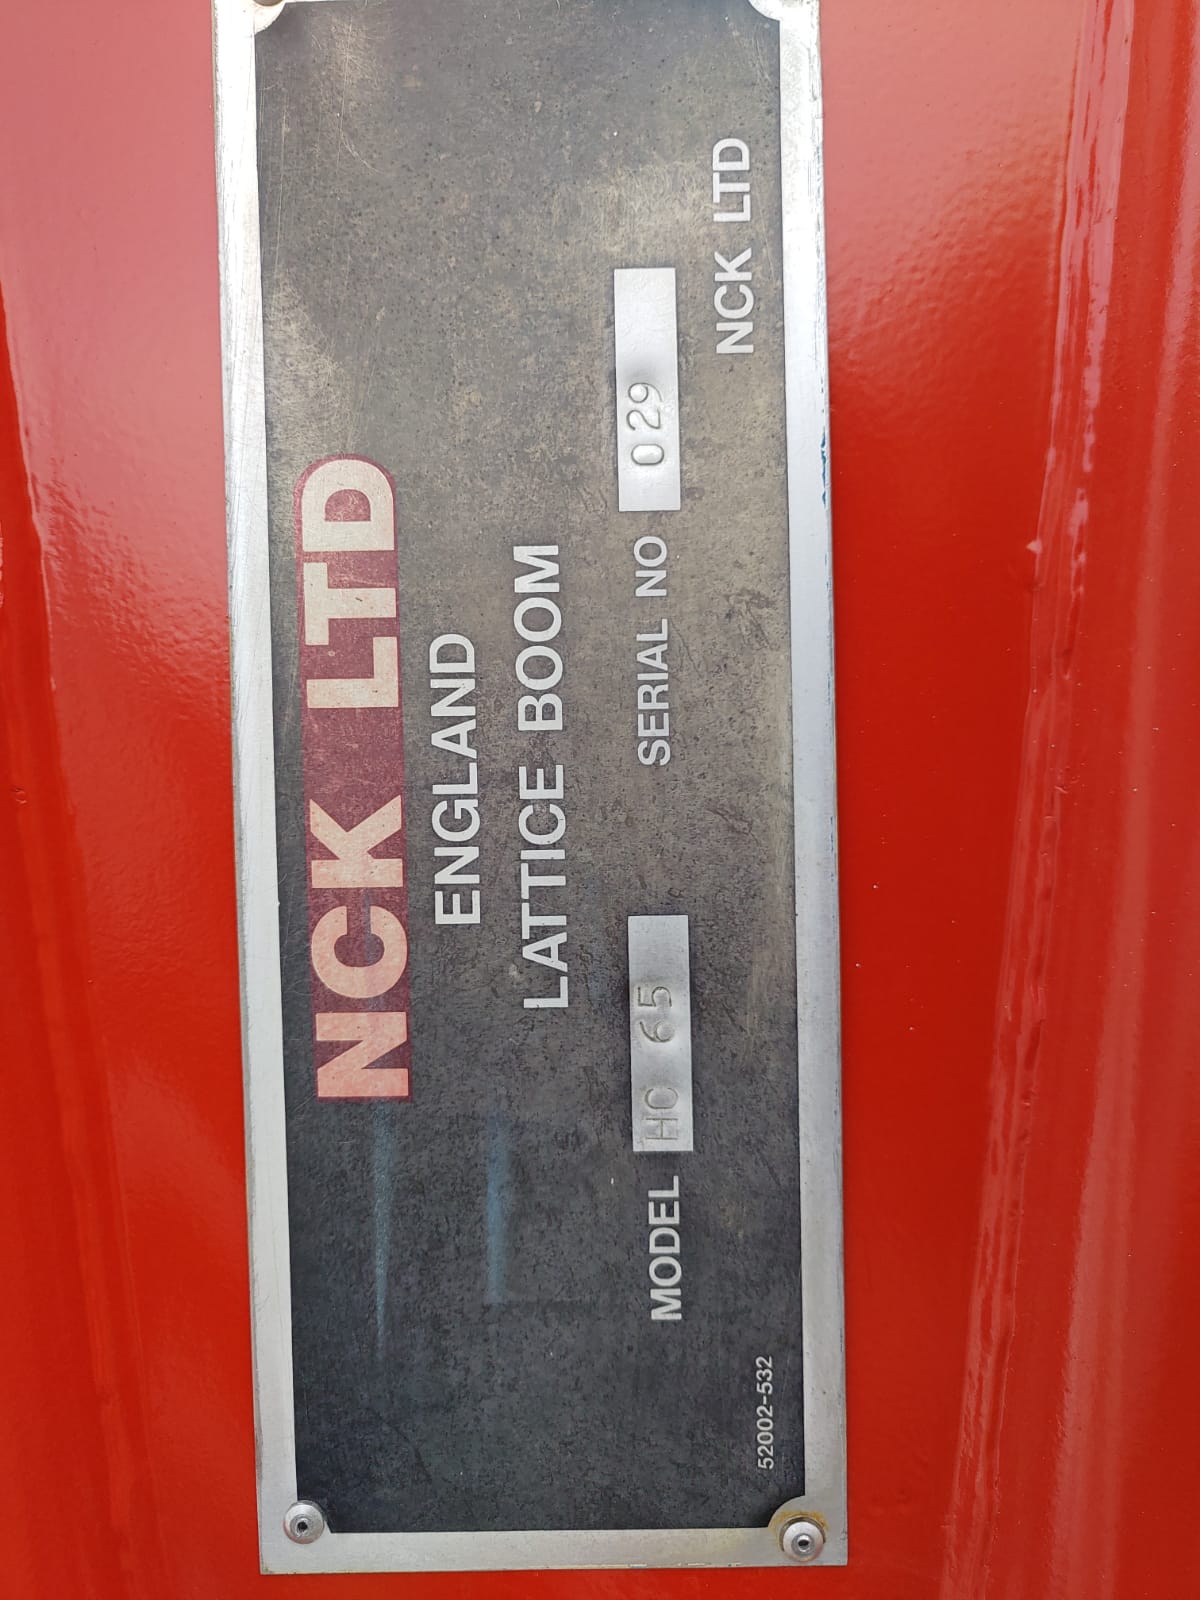 NCK LTD
ENGLAND
LATTICE BOOM
MODEL HC 65 SERIAL NO 029
52002-532 NCK LTD